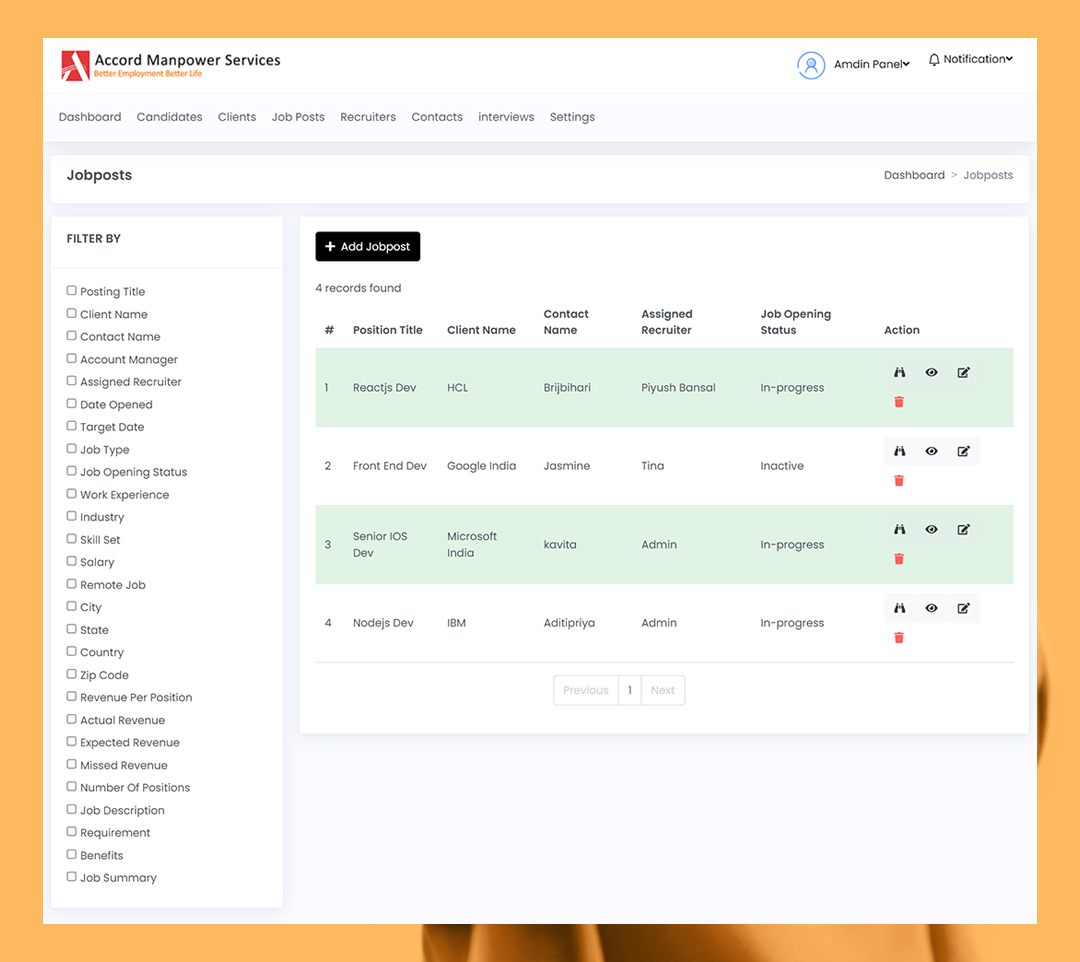 Accord Manpower Services
Better Employment Better Life
Amdin Panel
Notification
Dashboard Candidates Clients Job Posts Recruiters Contacts interviews Settings
Jobposts
Dashboard > Jobposts
FILTER BY
Posting Title
Client Name
Contact Name
Account Manager
Assigned Recruiter
Date Opened
Target Date
Job Type
Job Opening Status
Work Experience
Industry
Skill Set
Salary
Remote Job
City
State
Country
Zip Code
Revenue Per Position
Actual Revenue
Expected Revenue
Missed Revenue
Number Of Positions
Job Description
Requirement
Benefits
Job Summary
+ Add Jobpost
4 records found
# Position Title Client Name Contact Name Assigned Recruiter Job Opening Status Action
1 Reactjs Dev HCL Brijbihari Piyush Bansal In-progress
2 Front End Dev Google India Jasmine Tina Inactive
3 Senior IOS Dev Microsoft India kavita Admin In-progress
4 Nodejs Dev IBM Aditipriya Admin In-progress
Previous 1 Next